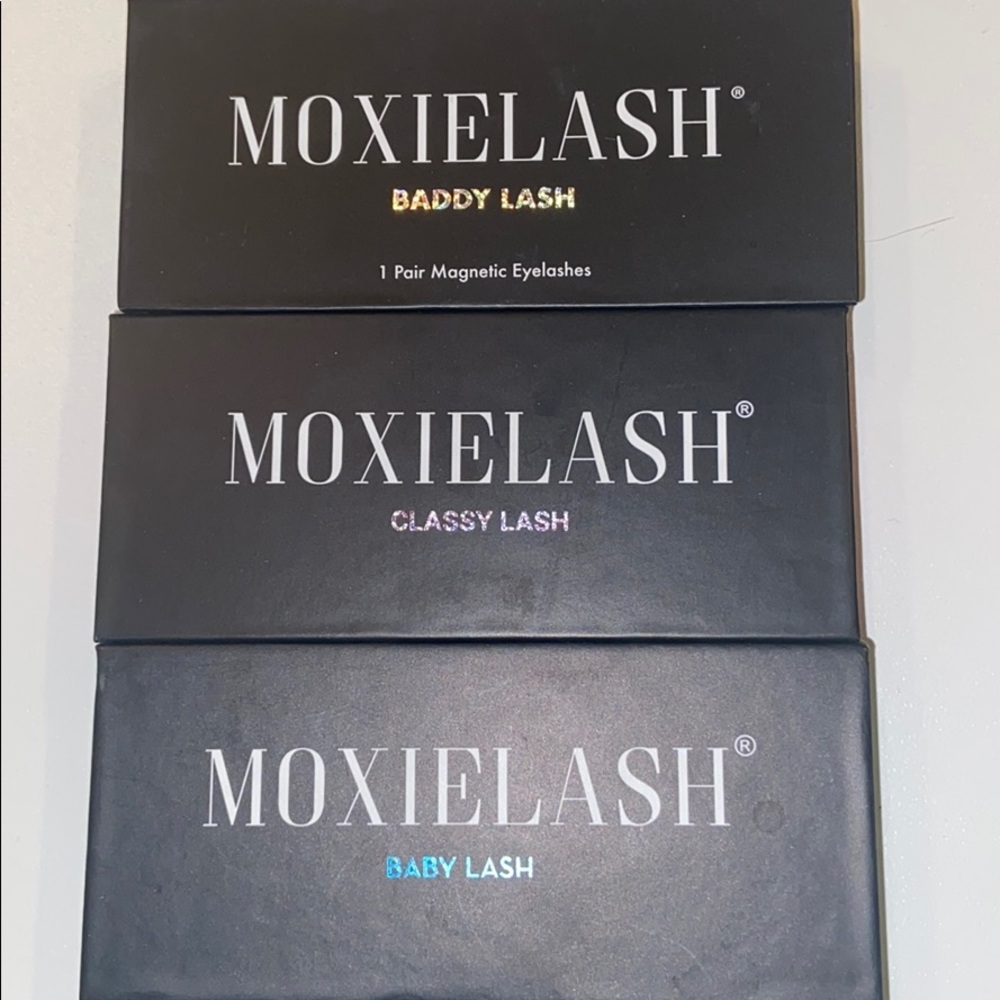 MOXIELASH®
BADDY LASH
1 Pair Magnetic Eyelashes
MOXIELASH®
CLASSY LASH
MOXIELASH®
BABY LASH